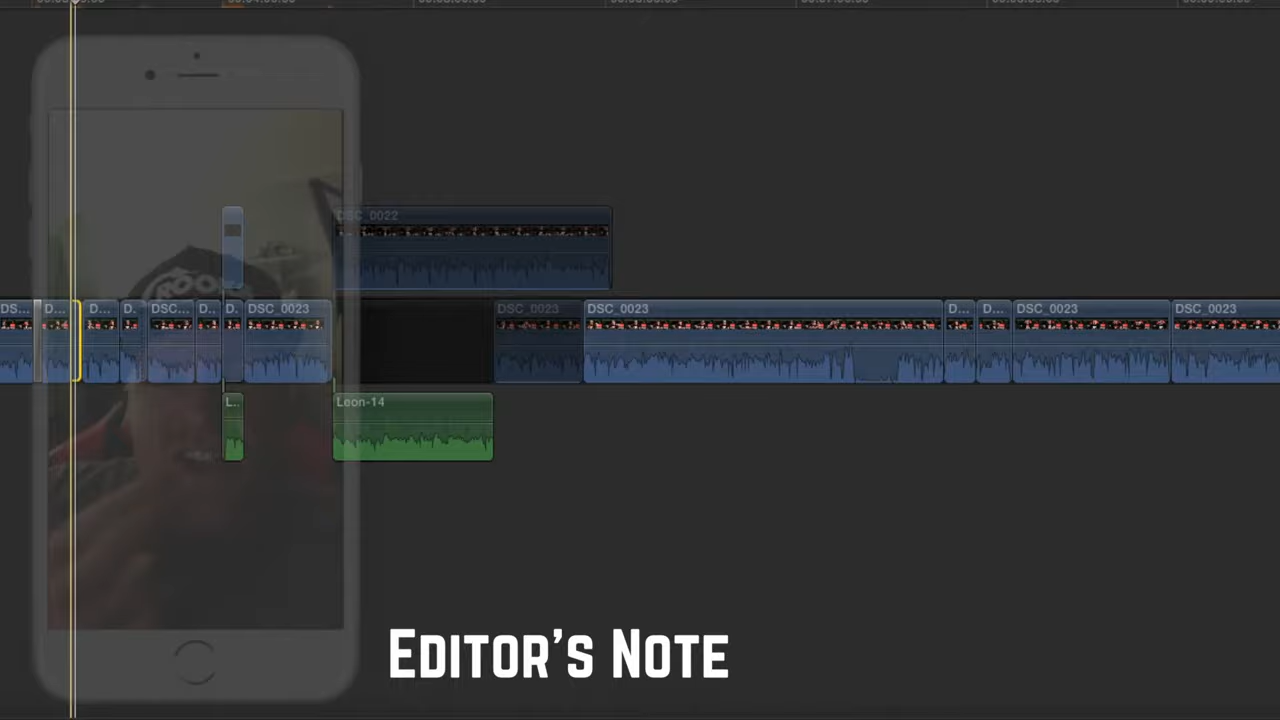 DSC_0022
DS... D... D... D. DSC... D.. D. DSC_0023 DSC_0023 DSC_0023 D... D... DSC_0023 DSC_0023
L.. Leon-14
EDITOR'S NOTE